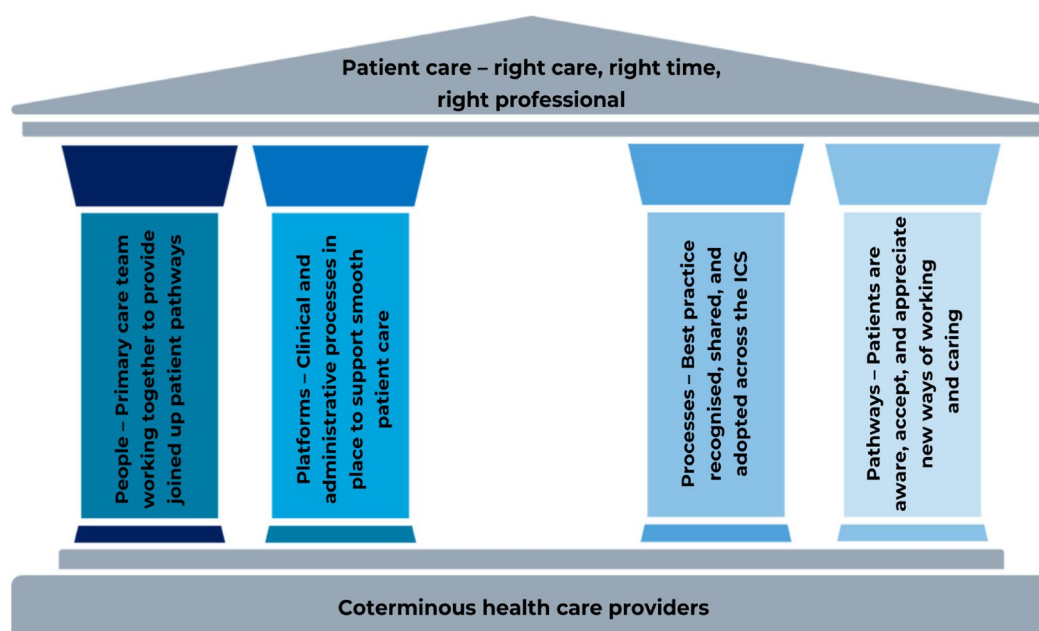 Patient care – right care, right time,
right professional
People – Primary care team
working together to provide
joined up patient pathways
Platforms – Clinical and
administrative processes in
place to support smooth
patient care
Processes – Best practice
recognised, shared, and
adopted across the ICS
Pathways – Patients are
aware, accept, and appreciate
new ways of working
and caring
Coterminous health care providers